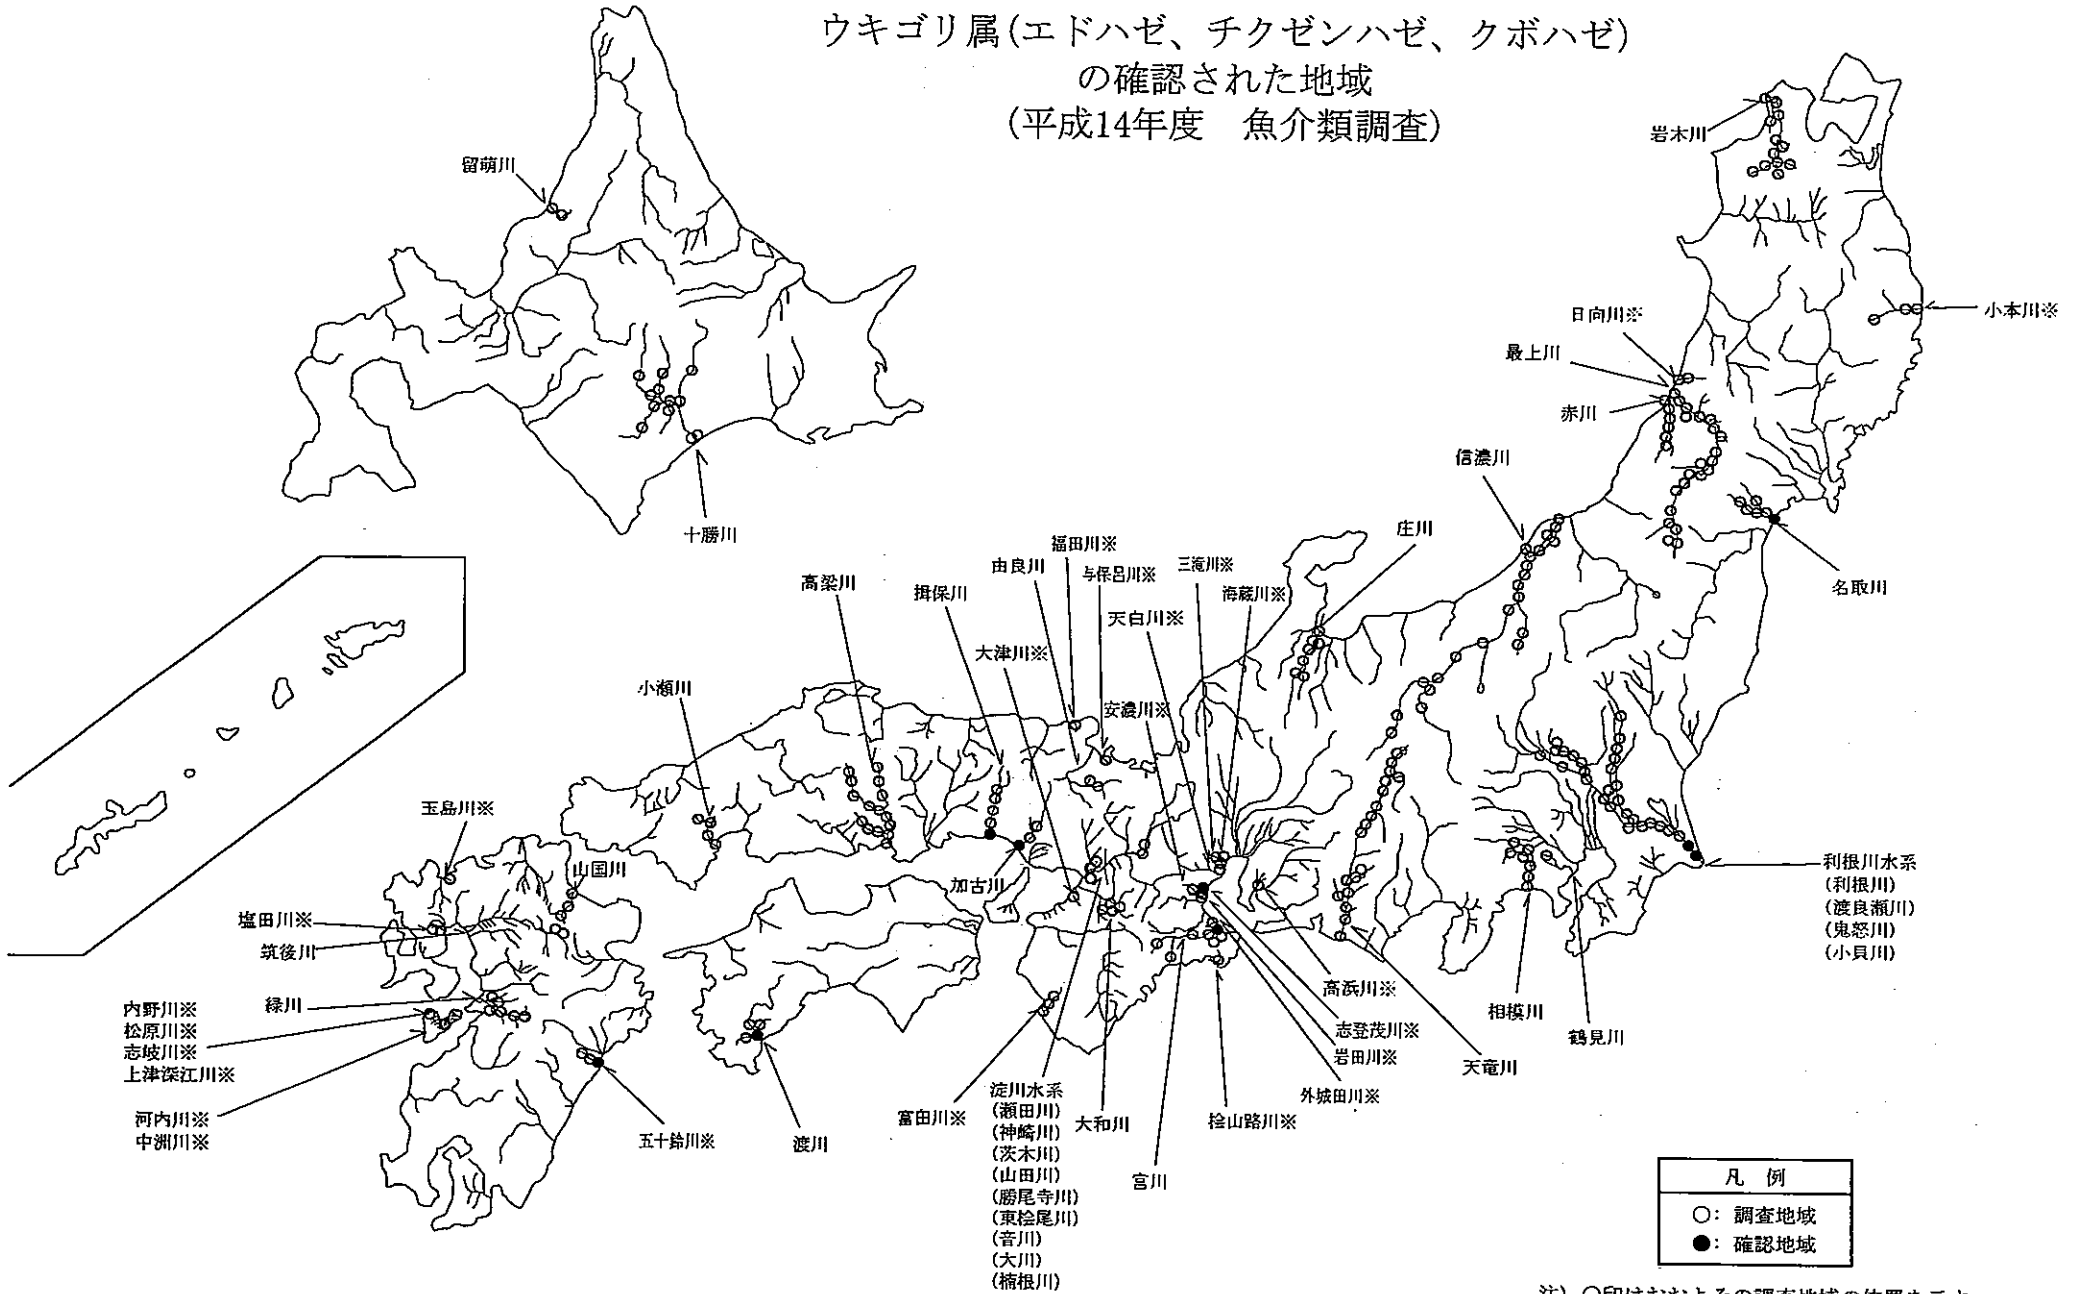 ウキゴリ属(エドハゼ、チクゼンハゼ、クボハゼ)
の確認された地域
(平成14年度　魚介類調査)
留萌川
十勝川
岩木川
小本川※
日向川※
最上川
赤川
信濃川
庄川
名取川
福田川※
由良川
与保呂川※
三滝川※
海蔵川※
天白川※
高梁川
揖保川
大津川※
安濃川※
小瀬川
玉島川※
山国川
塩田川※
筑後川
緑川
内野川※
松原川※
志岐川※
上津深江川※
河内川※
中洲川※
五十鈴川※
渡川
加古川
富田川※
淀川水系
(瀬田川)
(神崎川)
(茨木川)
(山田川)
(勝尾寺川)
(東桧尾川)
(音川)
(大川)
(楠根川)
大和川
宮川
桧山路川※
外城田川※
岩田川※
志登茂川※
高浜川※
天竜川
相模川
鶴見川
利根川水系
(利根川)
(渡良瀬川)
(鬼怒川)
(小貝川)
凡 例
○: 調査地域
●: 確認地域